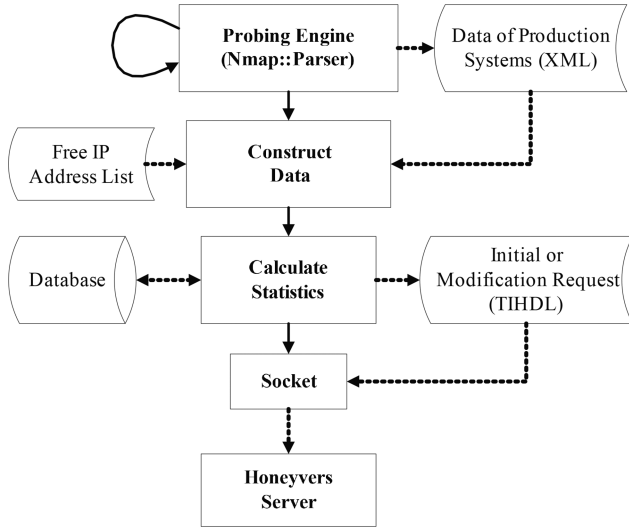 Probing Engine
(Nmap::Parser)
Data of Production
Systems (XML)
Free IP
Address List
Construct
Data
Database
Calculate
Statistics
Initial or
Modification Request
(TIHDL)
Socket
Honeyvers
Server